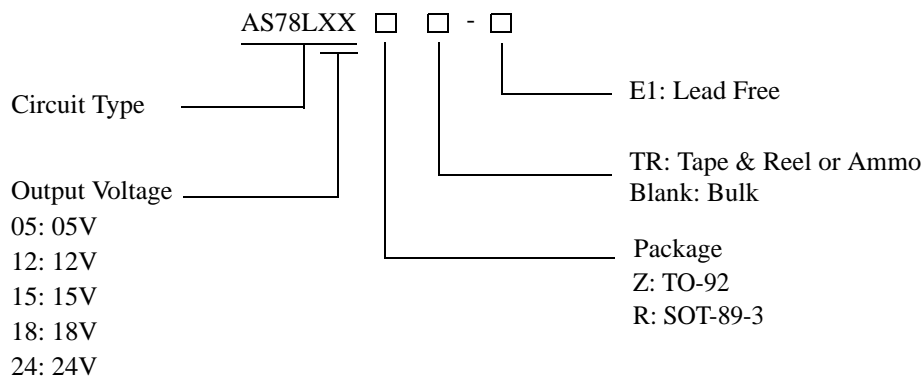 AS78LXX □ □ - □
Circuit Type
E1: Lead Free
TR: Tape & Reel or Ammo
Blank: Bulk
Output Voltage
05: 05V
12: 12V
15: 15V
18: 18V
24: 24V
Package
Z: TO-92
R: SOT-89-3